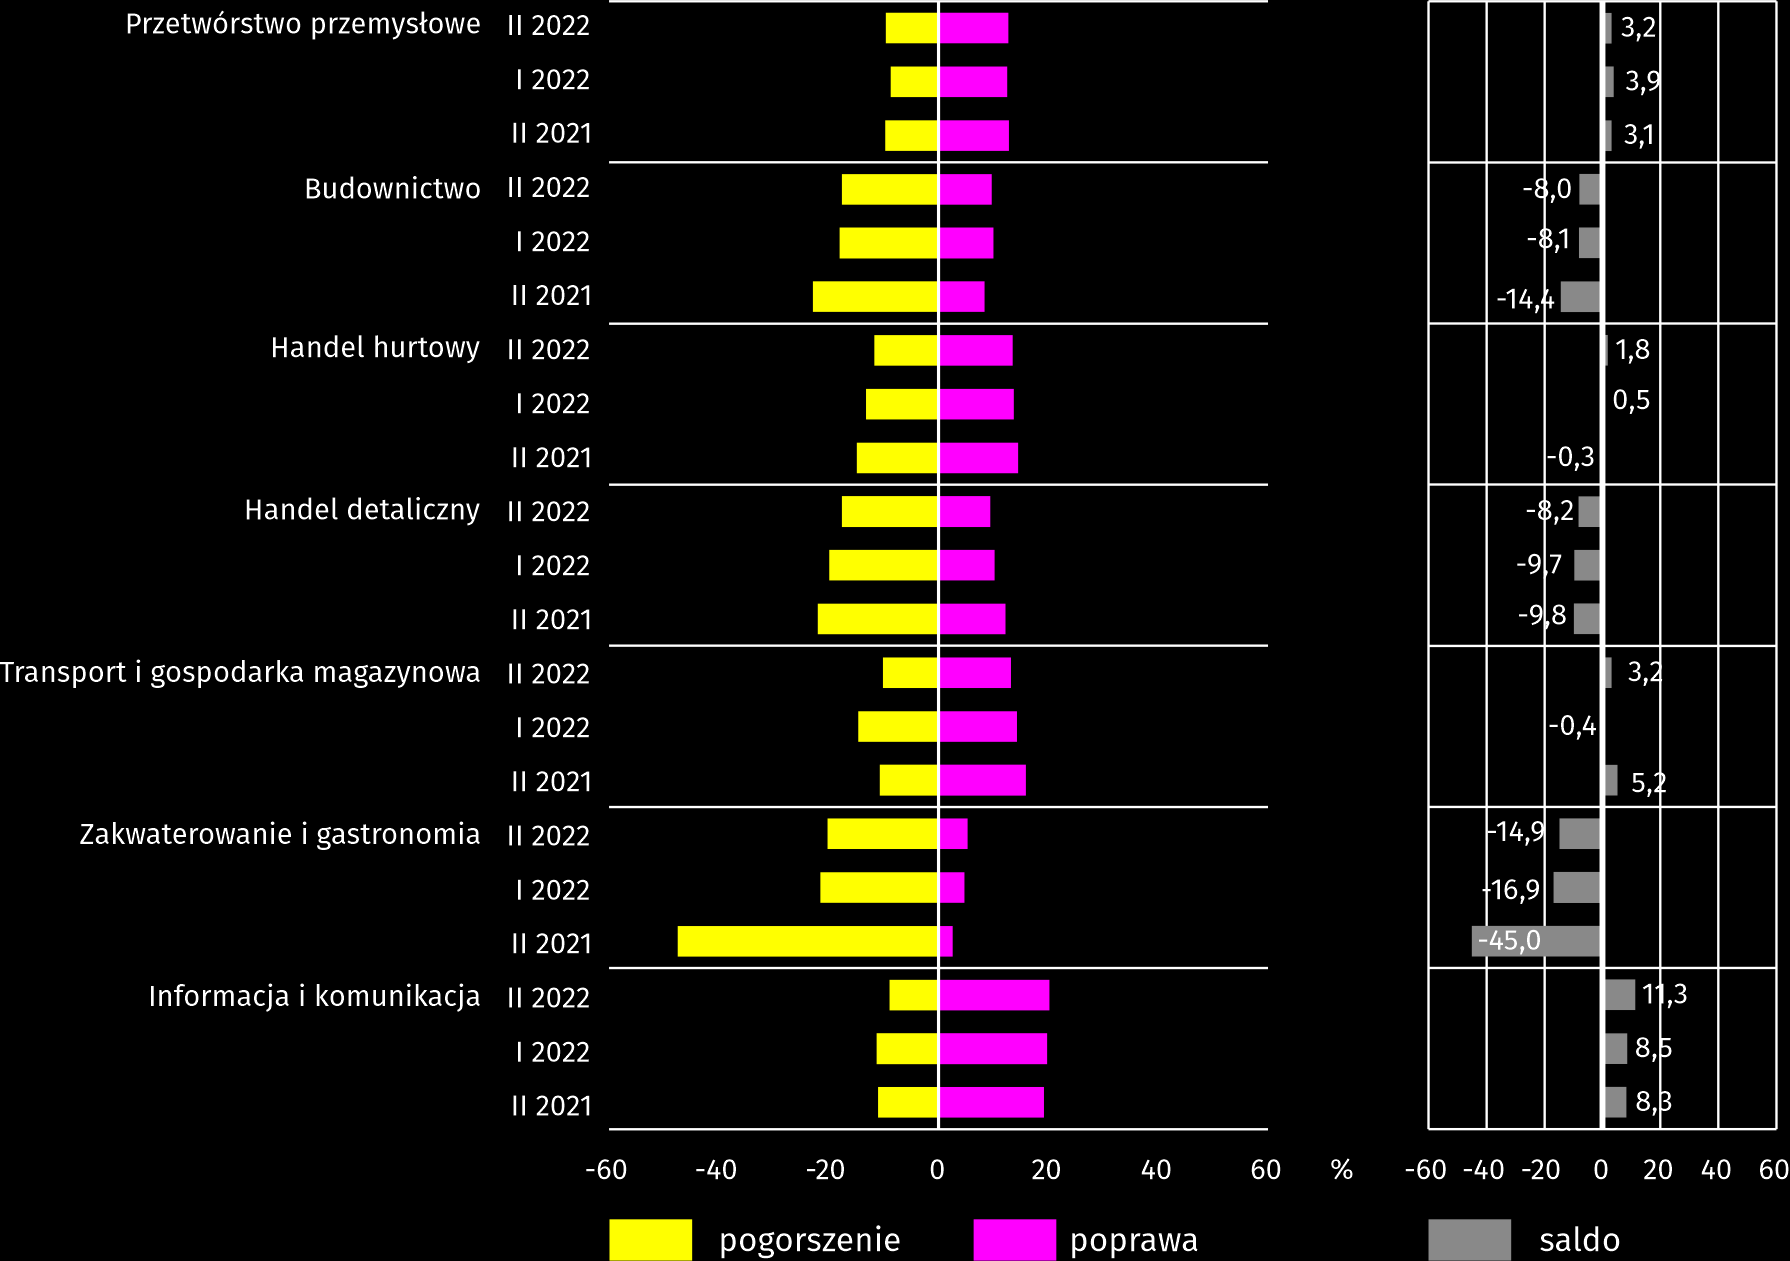 Przetwórstwo przemysłowe II 2022 3,2
I 2022 3,9
II 2021 3,1
Budownictwo II 2022 -8,0
I 2022 -8,1
II 2021 -14,4
Handel hurtowy II 2022 1,8
I 2022 0,5
II 2021 -0,3
Handel detaliczny II 2022 -8,2
I 2022 -9,7
II 2021 -9,8
Transport i gospodarka magazynowa II 2022 3,2
I 2022 -0,4
II 2021 5,2
Zakwaterowanie i gastronomia II 2022 -14,9
I 2022 -16,9
II 2021 -45,0
Informacja i komunikacja II 2022 11,3
I 2022 8,5
II 2021 8,3
-60 -40 -20 0 20 40 60 % -60 -40 -20 0 20 40 60
pogorszenie poprawa saldo